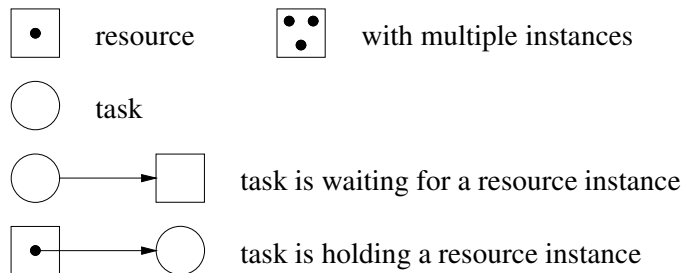 resource
with multiple instances
task
task is waiting for a resource instance
task is holding a resource instance